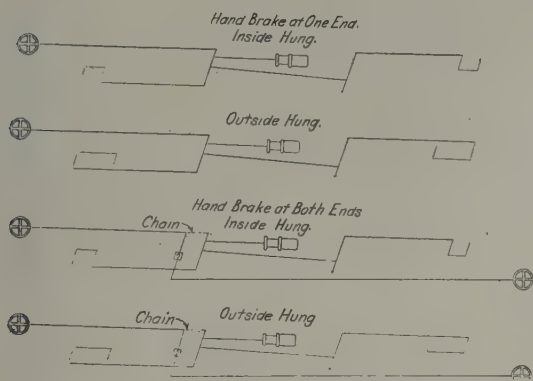 Hand Brake at One End.
Inside Hung.
Outside Hung.
Hand Brake at Both Ends
Inside Hung.
Chain
Chain
Outside Hung